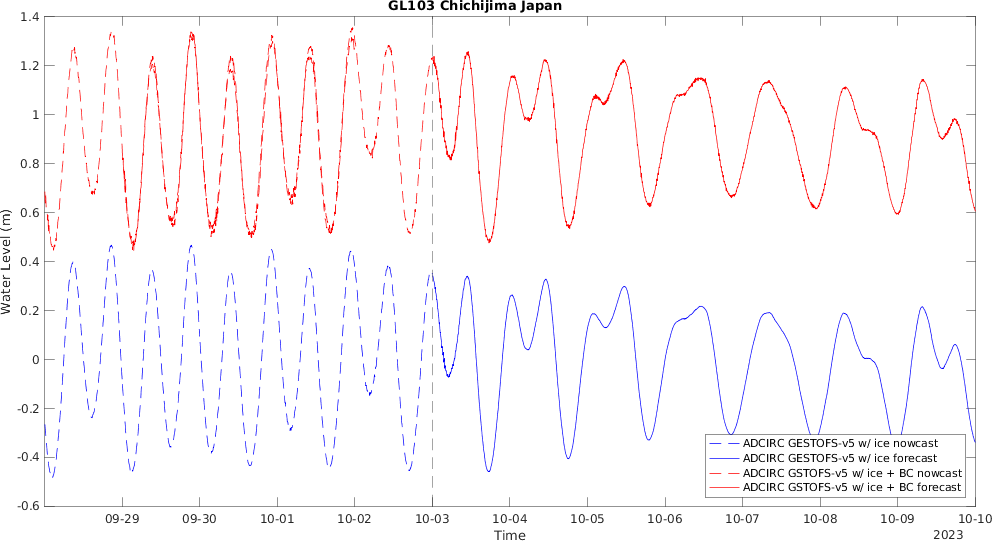 GL103 Chichijima Japan
1.4
1.2
1
0.8
0.6
0.4
0.2
0
-0.2
-0.4
-0.6
Water Level (m)
ADCIRC GESTOFS-v5 w/ ice nowcast
ADCIRC GESTOFS-v5 w/ ice forecast
ADCIRC GSTOFS-v5 w/ ice + BC nowcast
ADCIRC GSTOFS-v5 w/ ice + BC forecast
09-29 09-30 10-01 10-02 10-03 10-04 10-05 10-06 10-07 10-08 10-09 10-10
Time
2023